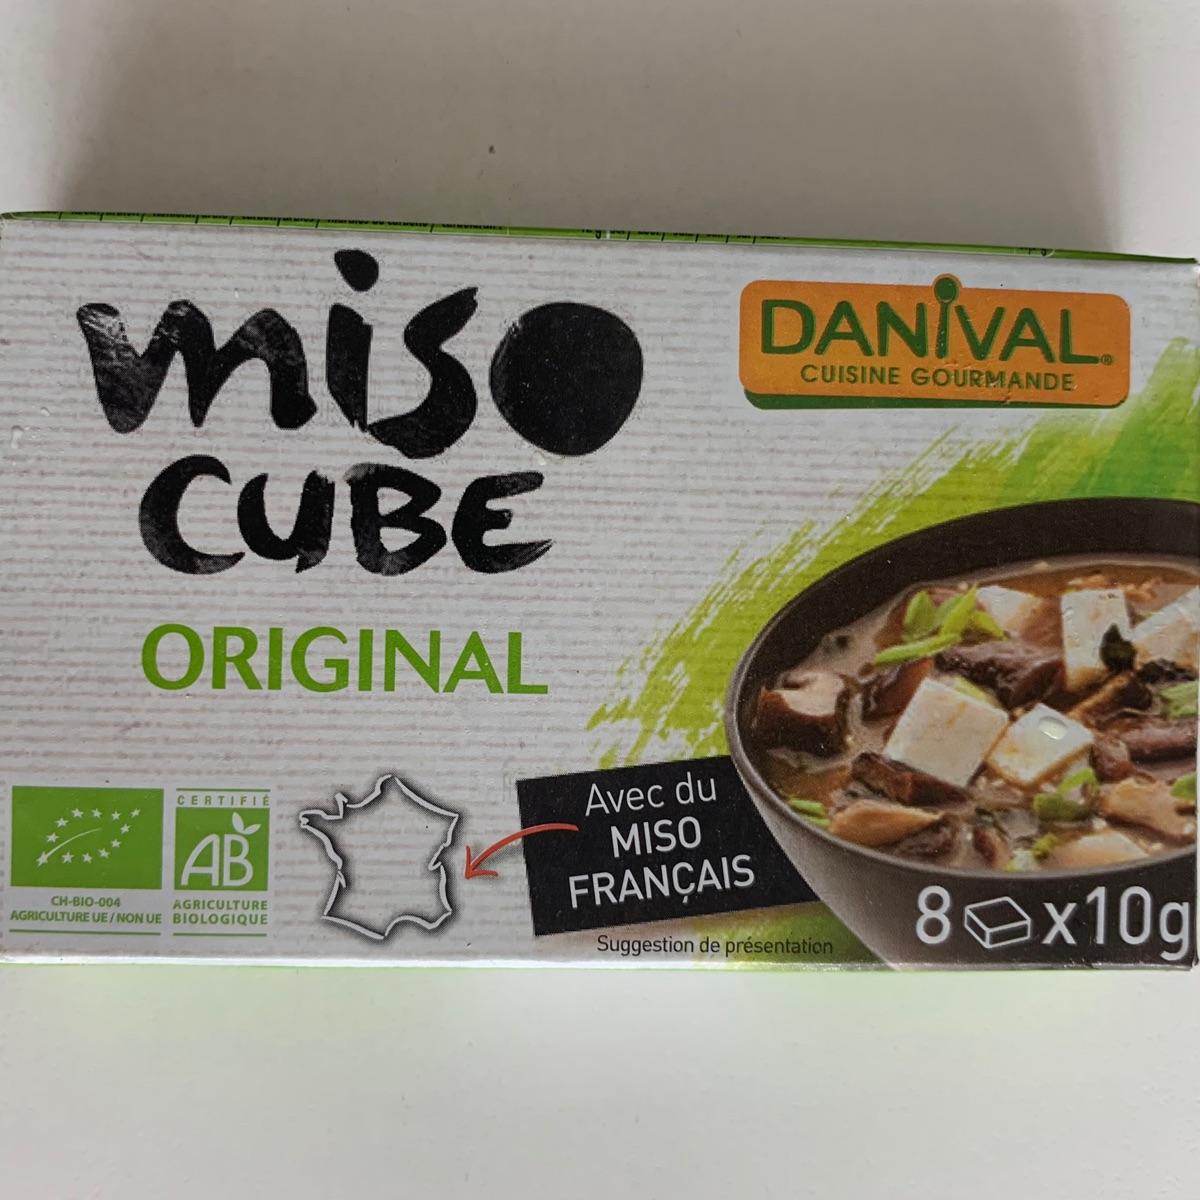 miso
CUBE
ORIGINAL
DANIVAL®
CUISINE GOURMANDE
CERTIFIÉ
AB
CH-BIO-004
AGRICULTURE UE / NON UE
AGRICULTURE
BIOLOGIQUE
Avec du
MISO
FRANÇAIS
Suggestion de présentation
8 x10g